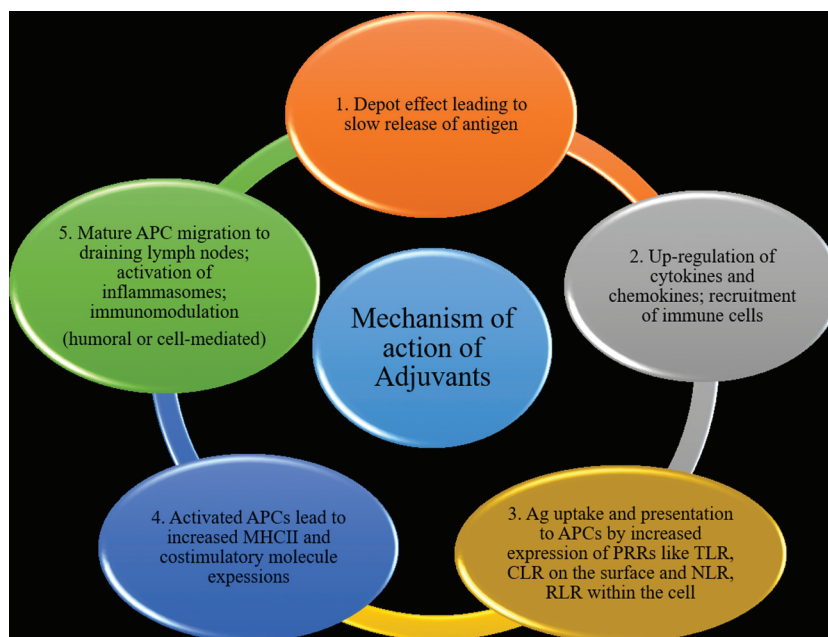 1. Depot effect leading to
slow release of antigen
2. Up-regulation of
cytokines and
chemokines; recruitment
of immune cells
3. Ag uptake and presentation
to APCs by increased
expression of PRRs like TLR,
CLR on the surface and NLR,
RLR within the cell
4. Activated APCs lead to
increased MHCII and
costimulatory molecule
expessions
5. Mature APC migration to
draining lymph nodes;
activation of
inflammasomes;
immunomodulation
(humoral or cell-mediated)
Mechanism of
action of
Adjuvants